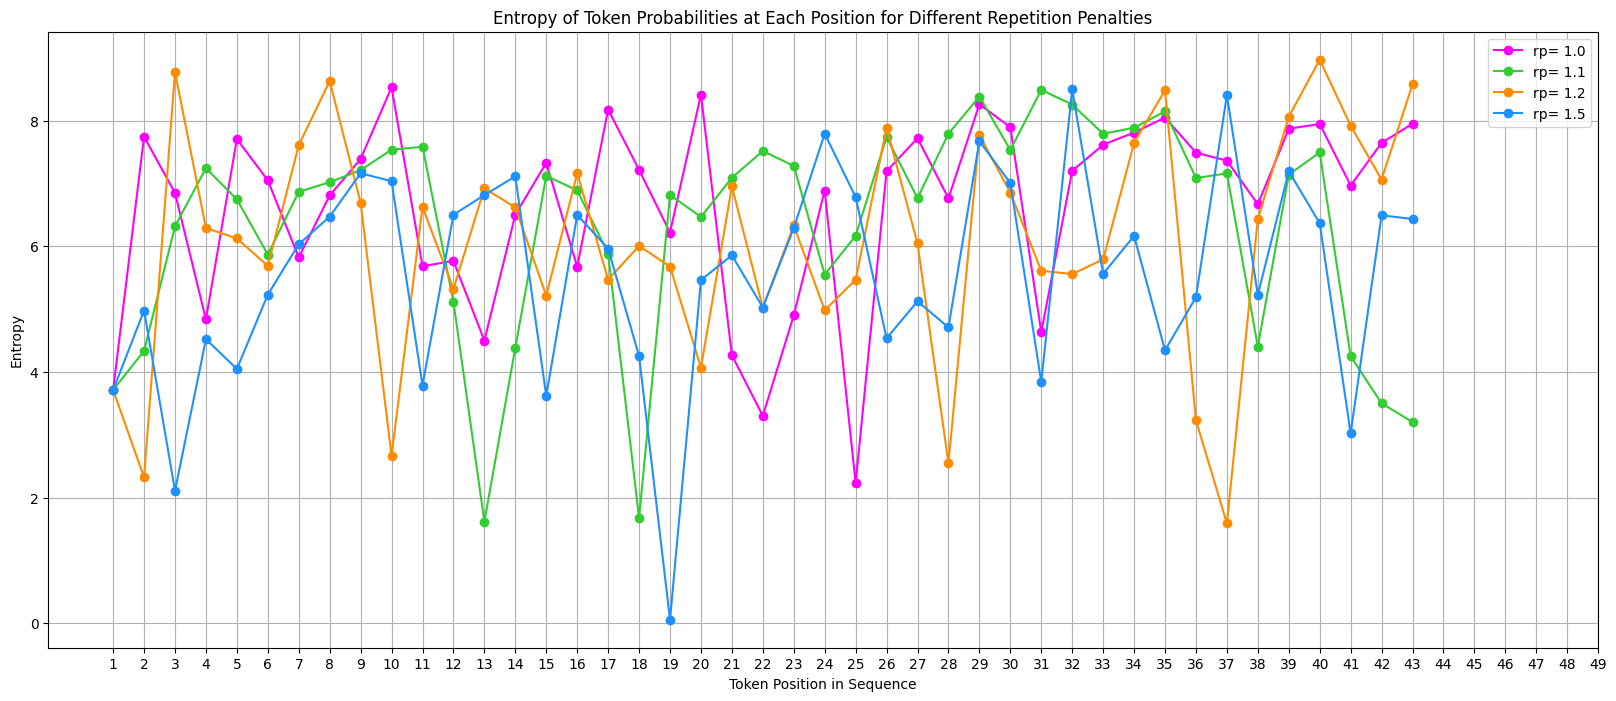 Entropy of Token Probabilities at Each Position for Different Repetition Penalties
rp= 1.0
rp= 1.1
rp= 1.2
rp= 1.5
Entropy
8
6
4
2
0
1 2 3 4 5 6 7 8 9 10 11 12 13 14 15 16 17 18 19 20 21 22 23 24 25 26 27 28 29 30 31 32 33 34 35 36 37 38 39 40 41 42 43 44 45 46 47 48 49
Token Position in Sequence